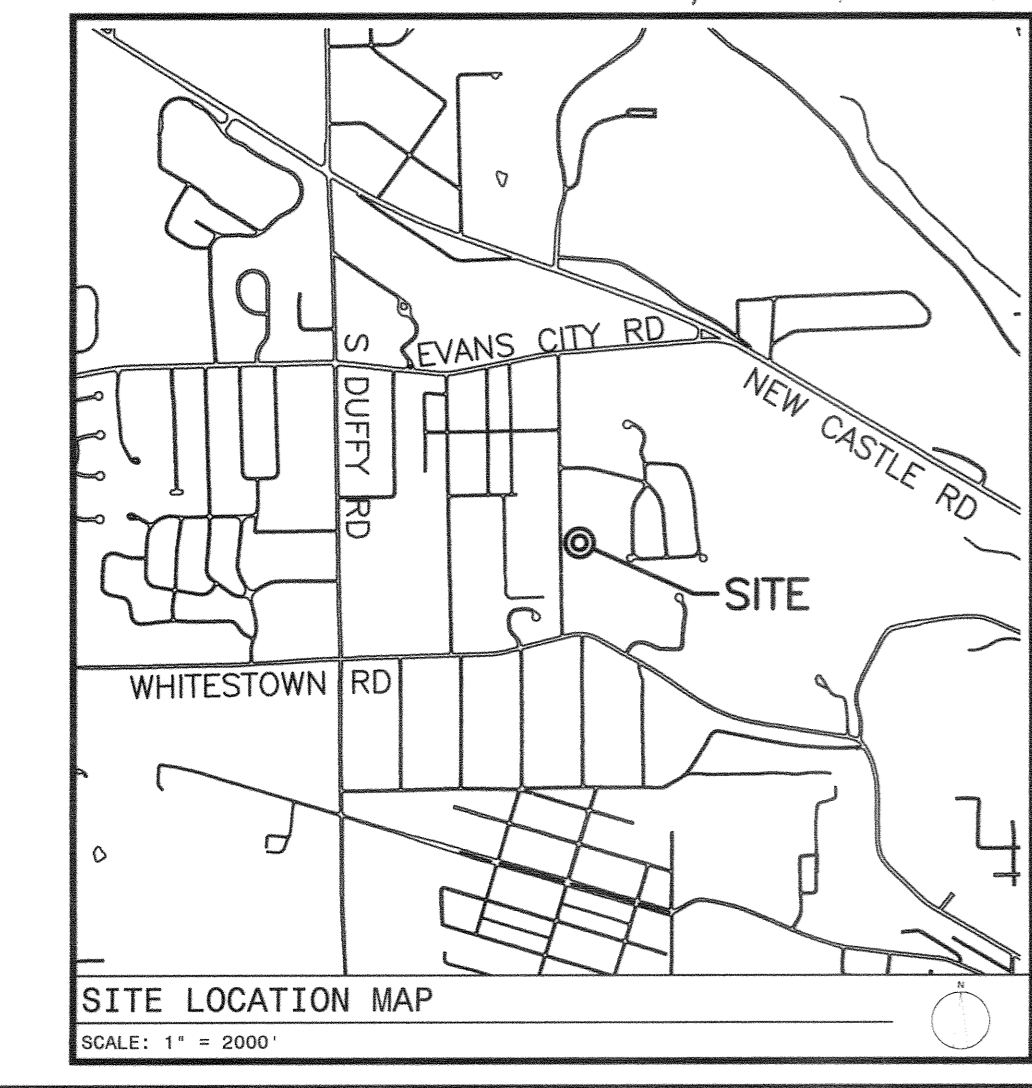 EVANS CITY RD
S DUFFY RD
NEW CASTLE RD
SITE
WHITESTOWN RD
SITE LOCATION MAP
N
SCALE: 1" = 2000'